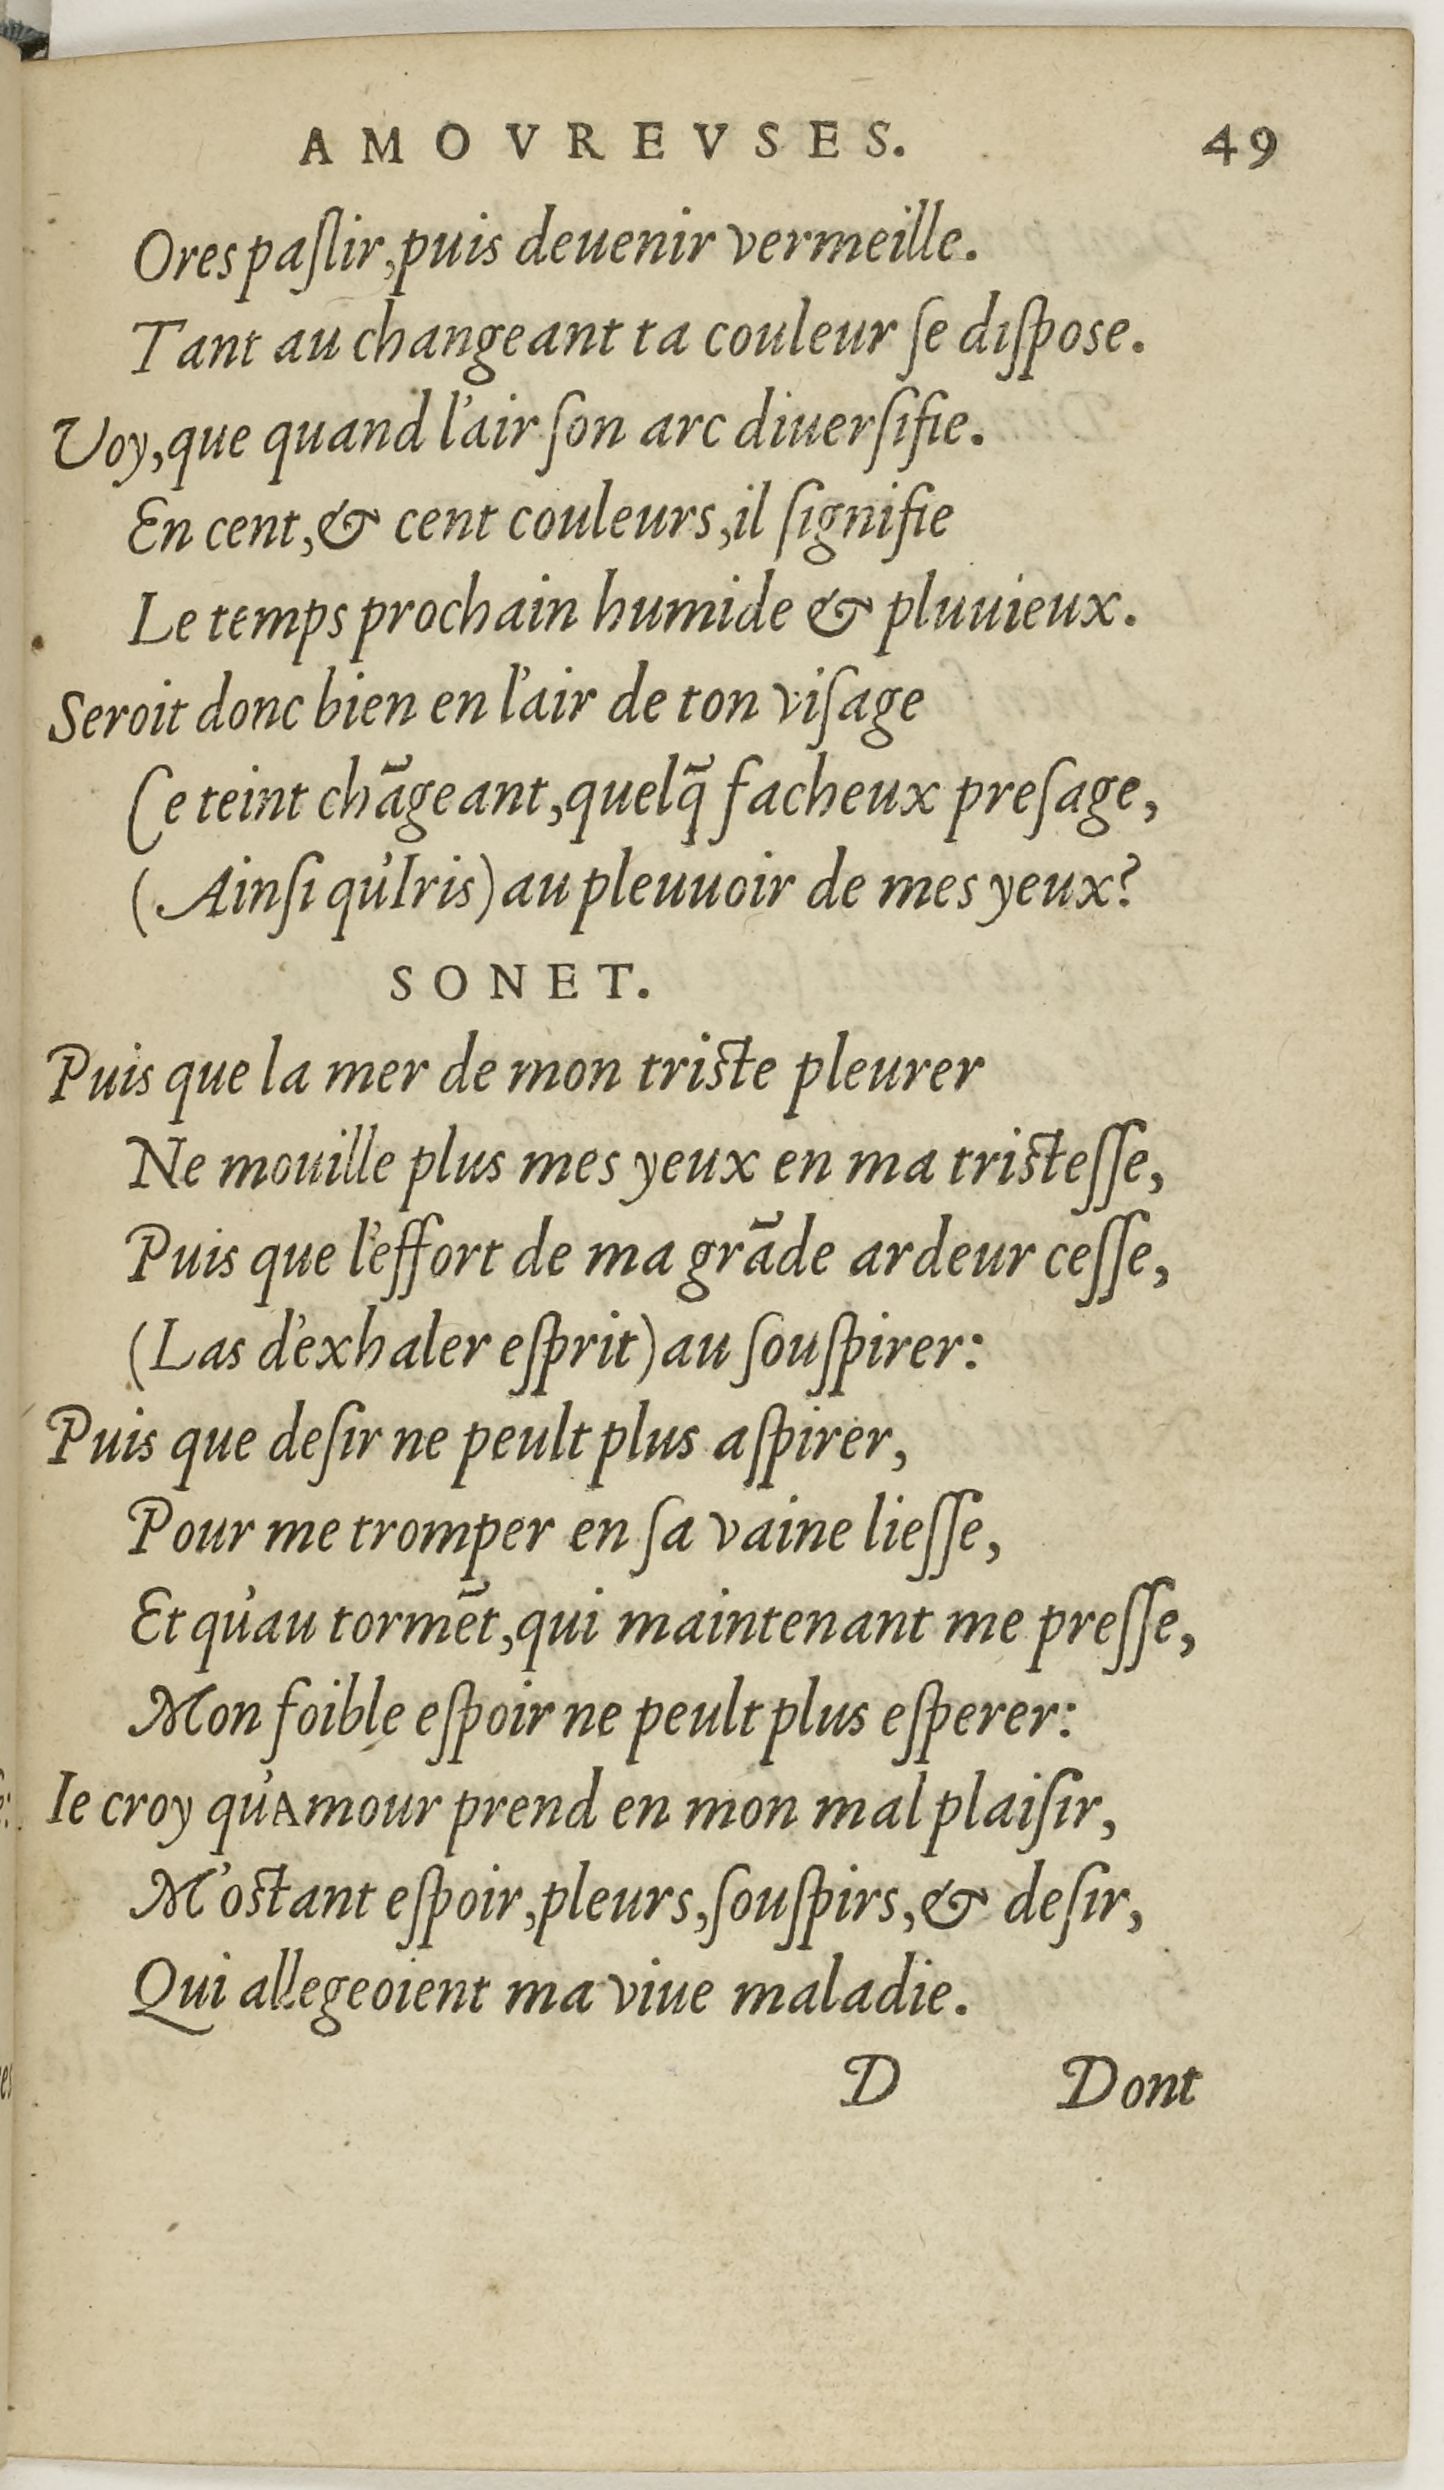 AMOVREVSES. 49
Ores paſlir, puis deuenir vermeille.
Tant au changeant ta couleur ſe diſpose.
Voy, que quand l'air ſon arc diuerſifie.
En cent, & cent couleurs, il ſignifie
Le temps prochain humide & pluuieux.
Seroit donc bien en l'air de ton viſage
Ce teint chãgeant, quelq̃ facheux preſage,
(Ainſi qu'Iris) au pleuuoir de mes yeux?
SONET.
Puis que la mer de mon triſte pleurer
Ne mouille plus mes yeux en ma triſteſſe,
Puis que l'effort de ma grãde ardeur ceſſe,
(Las d'exhaler eſprit) au ſouſpirer:
Puis que deſir ne peult plus aſpirer,
Pour me tromper en ſa vaine lieſſe,
Et qu'au tormẽt, qui maintenant me preſſe,
Mon foible eſpoir ne peult plus eſperer:
Ie croy qu'Amour prend en mon mal plaiſir,
M'oſtant eſpoir, pleurs, ſouſpirs, & deſir,
Qui allegeoient ma viue maladie.
D Dont